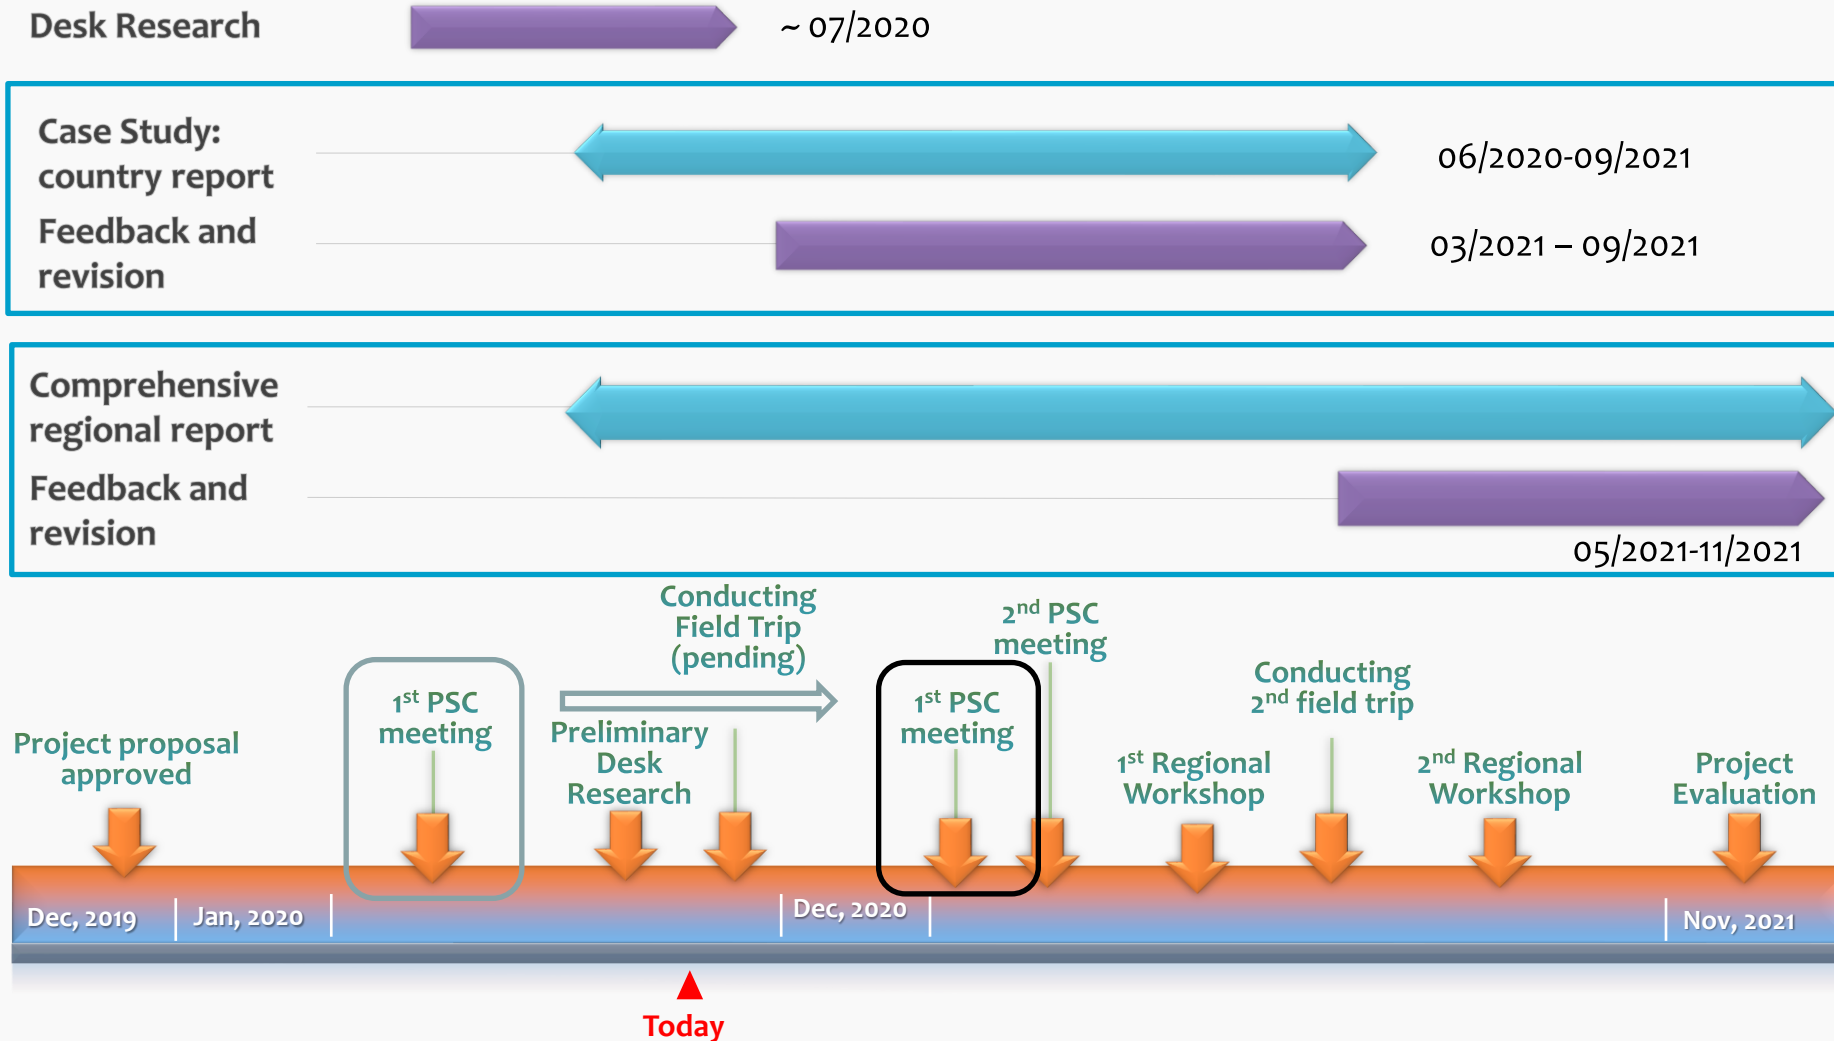 Desk Research
~ 07/2020
Case Study:
country report
06/2020-09/2021
Feedback and
revision
03/2021 – 09/2021
Comprehensive
regional report
Feedback and
revision
05/2021-11/2021
Project proposal
approved
1st PSC
meeting
Conducting
Field Trip
(pending)
Preliminary
Desk
Research
1st PSC
meeting
2nd PSC
meeting
1st Regional
Workshop
Conducting
2nd field trip
2nd Regional
Workshop
Project
Evaluation
Dec, 2019
Jan, 2020
Dec, 2020
Nov, 2021
Today